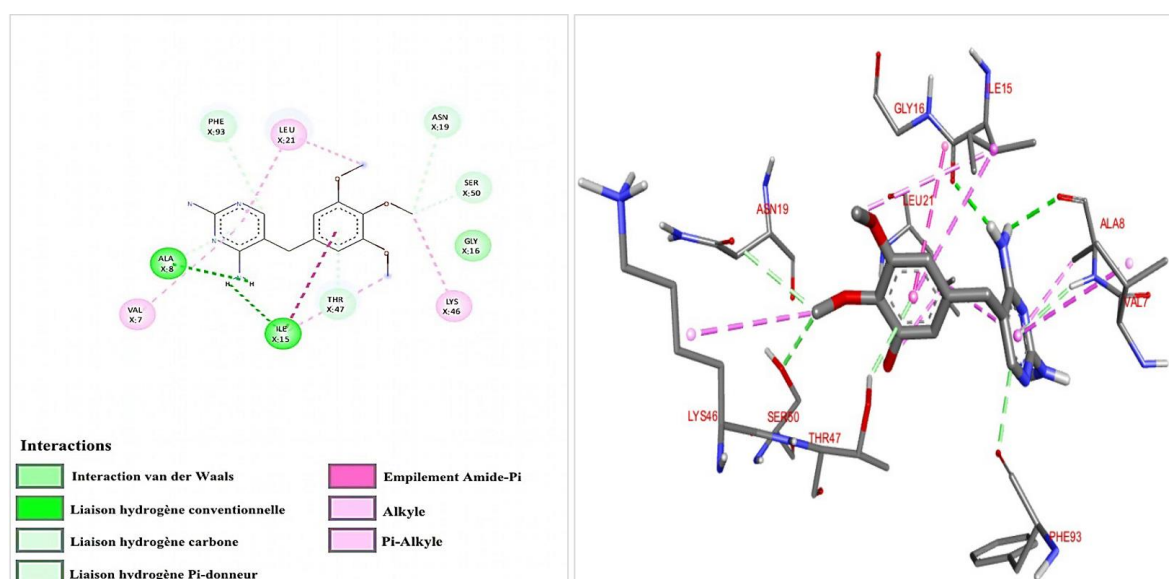 PHE
X:93
LEU
X:21
ASN
X:19
SER
X:50
GLY
X:16
LYS
X:46
THR
X:47
ILE
X:15
VAL
X:7
ALA
X:8
N
N
N
N
H
H
O
O
O
Interactions
Interaction van der Waals
Liaison hydrogène conventionnelle
Liaison hydrogène carbone
Liaison hydrogène Pi-donneur
Empilement Amide-Pi
Alkyle
Pi-Alkyle
ILE15
GLY16
ASN19
LEU21
ALA8
VAL7
LYS46
SER50
THR47
PHE93